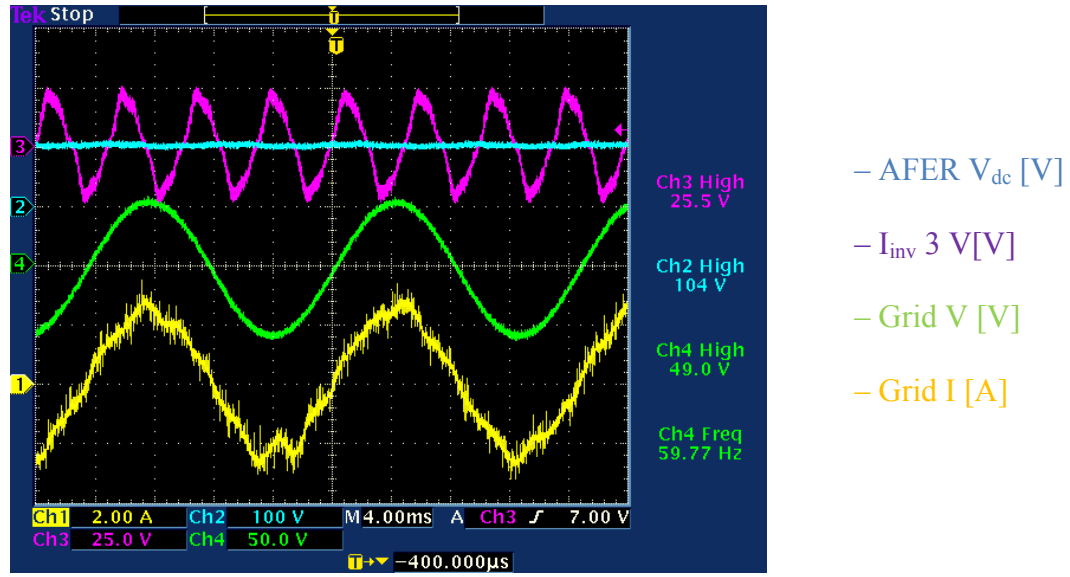 Tek Stop
T
T
3
2
4
1
Ch3 High
25.5 V
Ch2 High
104 V
Ch4 High
49.0 V
Ch4 Freq
59.77 Hz
Ch1 2.00 A Ch2 100 V M 4.00ms A Ch3 ʃ 7.00 V
Ch3 25.0 V Ch4 50.0 V
T→▼ −400.000µs
– AFER Vdc [V]
– Iinv 3 V[V]
– Grid V [V]
– Grid I [A]